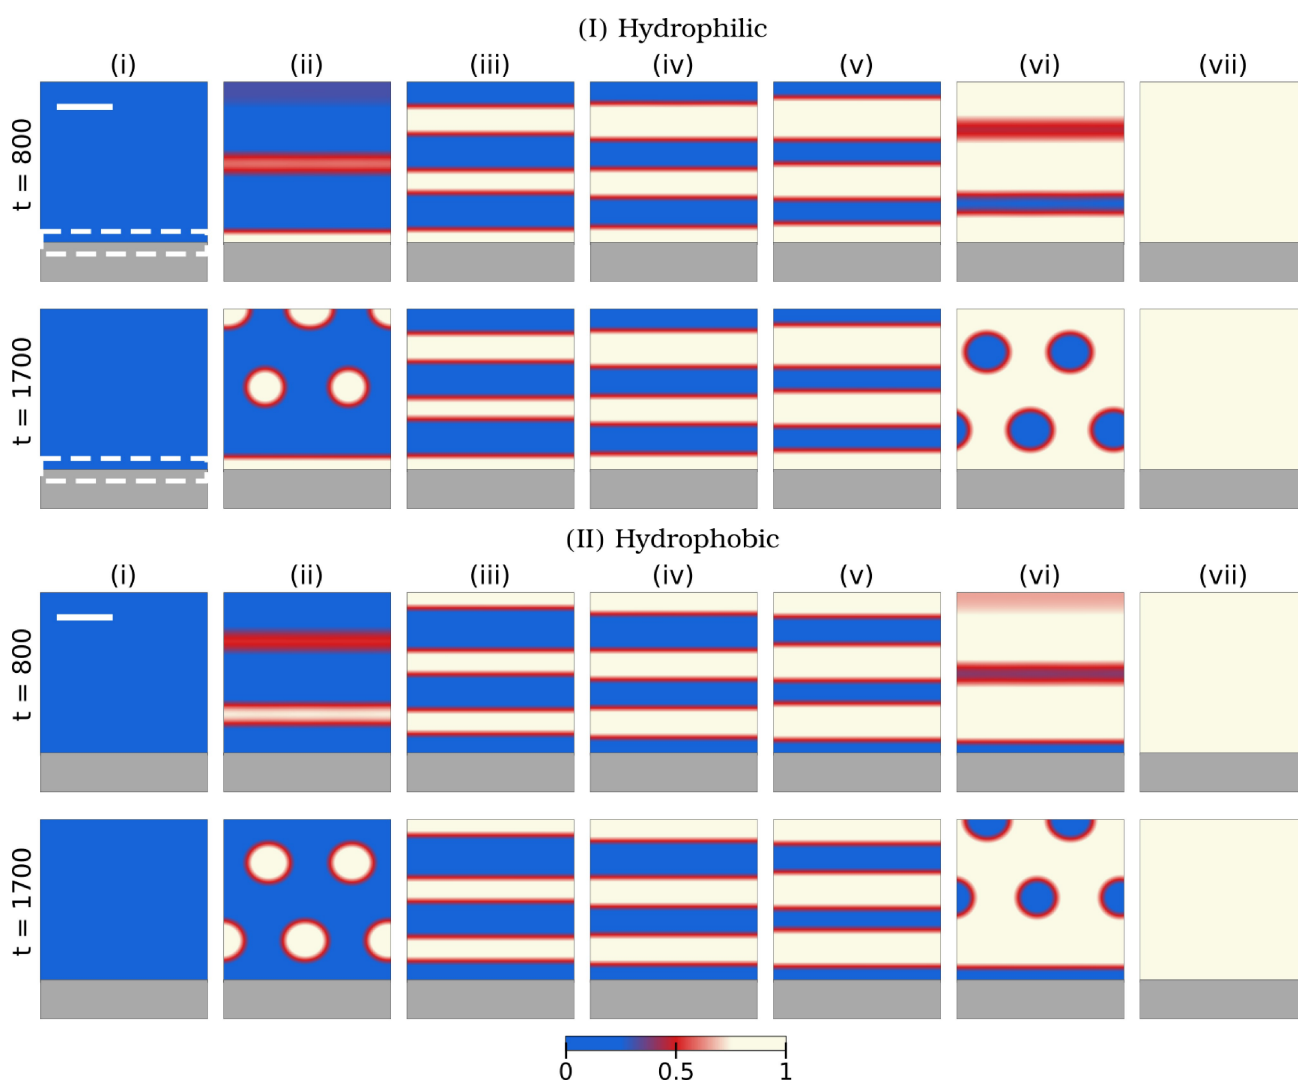 (I) Hydrophilic
(i) (ii) (iii) (iv) (v) (vi) (vii)
t = 800
t = 1700
(II) Hydrophobic
(i) (ii) (iii) (iv) (v) (vi) (vii)
t = 800
t = 1700
0 0.5 1